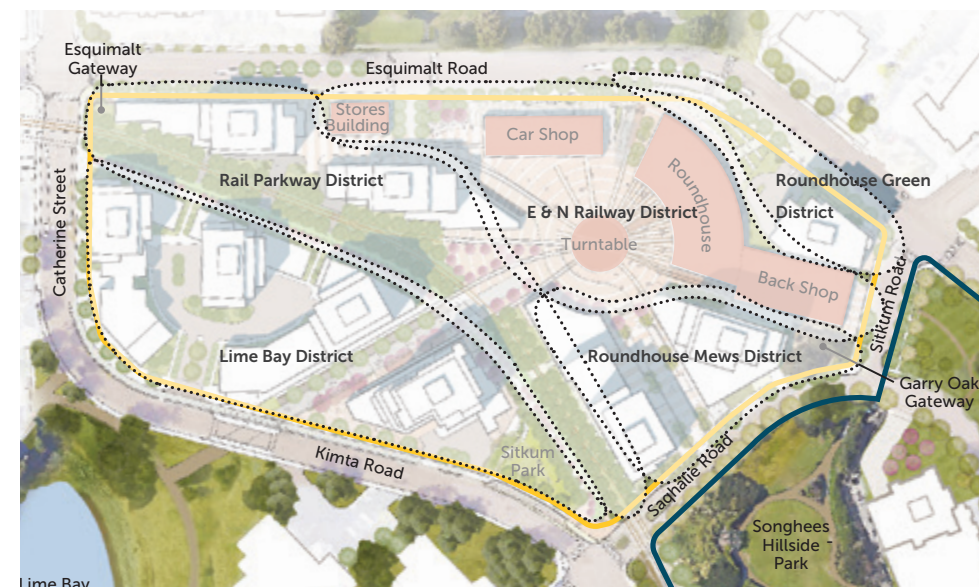 Esquimalt
Gateway
Esquimalt Road
Stores
Building
Car Shop
Rail Parkway District
Roundhouse
Roundhouse Green
District
E & N Railway District
Turntable
Catherine Street
Back Shop
Sitkum Road
Lime Bay District
Roundhouse Mews District
Garry Oak
Gateway
Sitkum
Park
Kimta Road
Saghalie Road
Songhees
Hillside
Park
Lime Bay